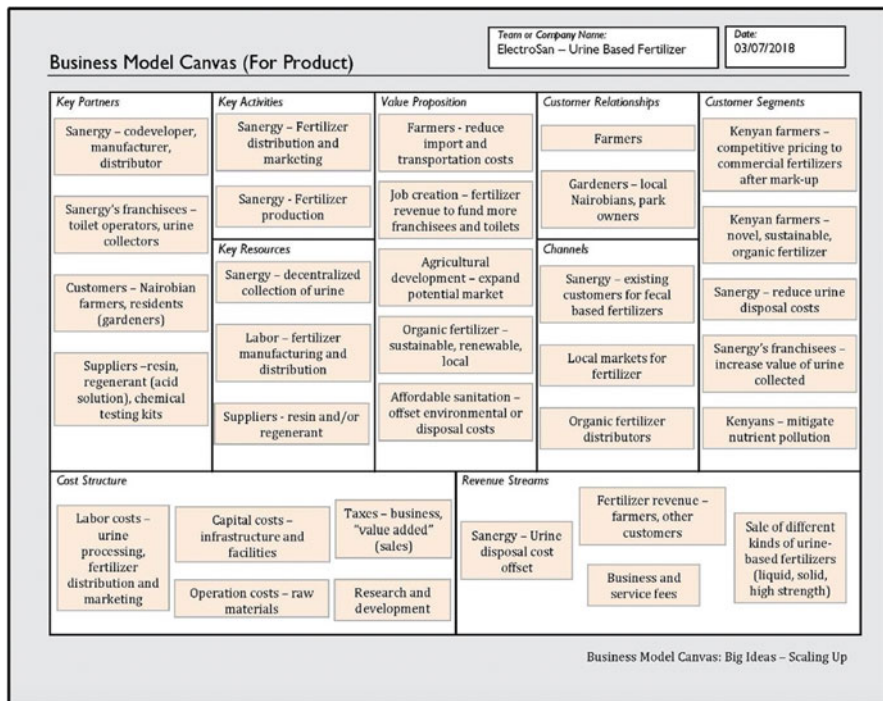 Business Model Canvas (For Product)
Team or Company Name:
ElectroSan – Urine Based Fertilizer
Date:
03/07/2018
Key Partners
Sanergy – codeveloper,
manufacturer,
distributor
Sanergy's franchisees –
toilet operators, urine
collectors
Customers – Nairobian
farmers, residents
(gardeners)
Suppliers –resin,
regenerant (acid
solution), chemical
testing kits
Key Activities
Sanergy – Fertilizer
distribution and
marketing
Sanergy - Fertilizer
production
Key Resources
Sanergy – decentralized
collection of urine
Labor – fertilizer
manufacturing and
distribution
Suppliers - resin and/or
regenerant
Value Proposition
Farmers - reduce
import and
transportation costs
Job creation – fertilizer
revenue to fund more
franchisees and toilets
Agricultural
development – expand
potential market
Organic fertilizer –
sustainable, renewable,
local
Affordable sanitation –
offset environmental or
disposal costs
Customer Relationships
Farmers
Gardeners – local
Nairobians, park
owners
Channels
Sanergy – existing
customers for fecal
based fertilizers
Local markets for
fertilizer
Organic fertilizer
distributors
Customer Segments
Kenyan farmers –
competitive pricing to
commercial fertilizers
after mark-up
Kenyan farmers –
novel, sustainable,
organic fertilizer
Sanergy – reduce urine
disposal costs
Sanergy's franchisees –
increase value of urine
collected
Kenyans – mitigate
nutrient pollution
Cost Structure
Labor costs –
urine
processing,
fertilizer
distribution and
marketing
Capital costs –
infrastructure and
facilities
Operation costs – raw
materials
Taxes – business,
"value added"
(sales)
Research and
development
Revenue Streams
Sanergy – Urine
disposal cost
offset
Fertilizer revenue –
farmers, other
customers
Business and
service fees
Sale of different
kinds of urine-
based fertilizers
(liquid, solid,
high strength)
Business Model Canvas: Big Ideas – Scaling Up